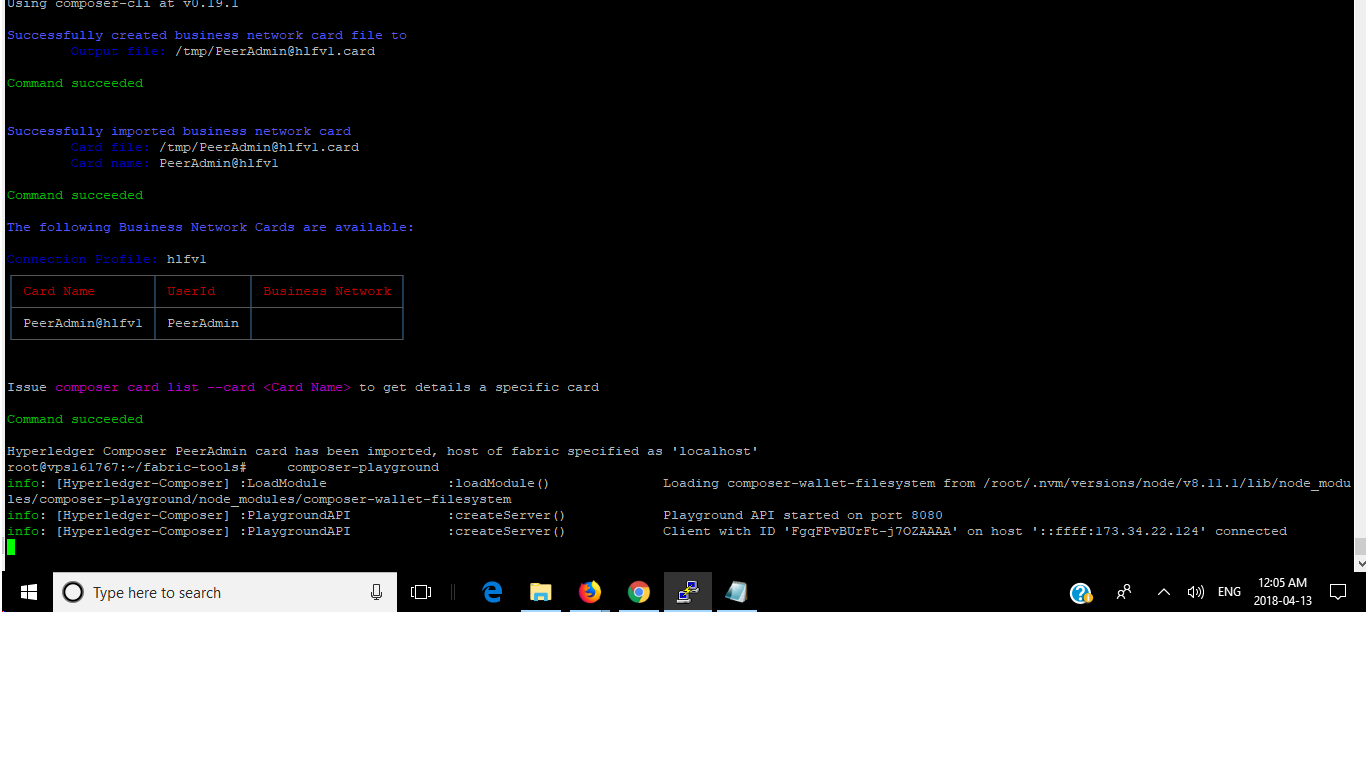 Using composer-cli at v0.19.1
Successfully created business network card file to
Output file: /tmp/PeerAdmin@hlfv1.card
Command succeeded
Successfully imported business network card
Card file: /tmp/PeerAdmin@hlfv1.card
Card name: PeerAdmin@hlfv1
Command succeeded
The following Business Network Cards are available:
Connection Profile: hlfv1
Card Name UserId Business Network
PeerAdmin@hlfv1 PeerAdmin
Issue composer card list --card <Card Name> to get details a specific card
Command succeeded
Hyperledger Composer PeerAdmin card has been imported, host of fabric specified as 'localhost'
root@vps161767:~/fabric-tools# composer-playground
info: [Hyperledger-Composer] :LoadModule :loadModule() Loading composer-wallet-filesystem from /root/.nvm/versions/node/v8.11.1/lib/node_modu
les/composer-playground/node_modules/composer-wallet-filesystem
info: [Hyperledger-Composer] :PlaygroundAPI :createServer() Playground API started on port 8080
info: [Hyperledger-Composer] :PlaygroundAPI :createServer() Client with ID 'FgqFPvBUrFt-j7OZAAAA' on host '::ffff:173.34.22.124' connected
Type here to search
ENG
12:05 AM
2018-04-13